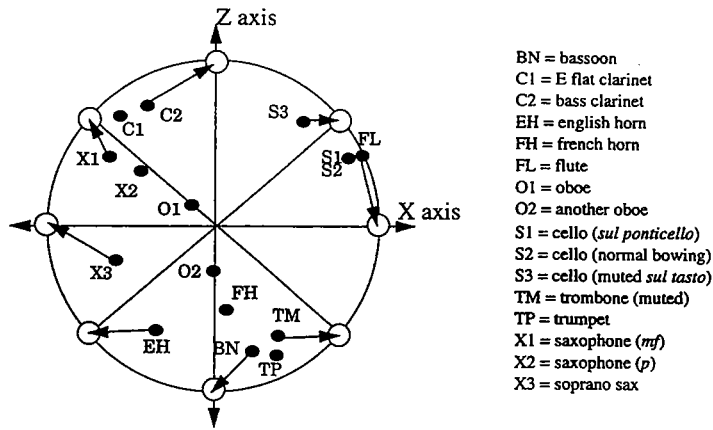 Z axis
C2
C1
S3
FL
X1
X2
S1
S2
O1
X axis
X3
O2
FH
TM
EH
BN
TP
BN = bassoon
C1 = E flat clarinet
C2 = bass clarinet
EH = english horn
FH = french horn
FL = flute
O1 = oboe
O2 = another oboe
S1 = cello (sul ponticello)
S2 = cello (normal bowing)
S3 = cello (muted sul tasto)
TM = trombone (muted)
TP = trumpet
X1 = saxophone (mf)
X2 = saxophone (p)
X3 = soprano sax